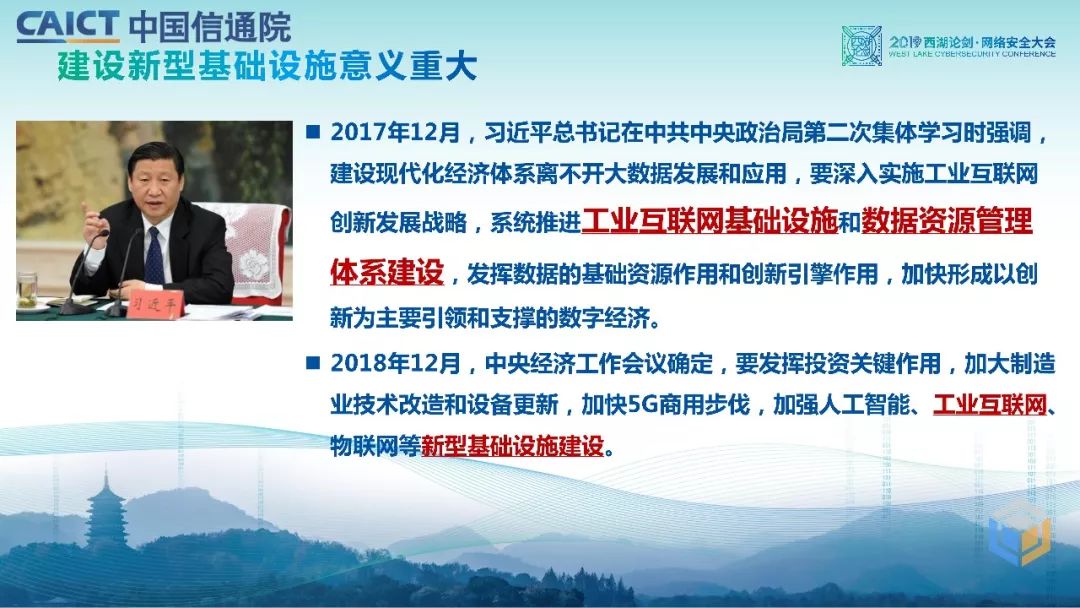 CAICT 中国信通院
2019西湖论剑·网络安全大会
WEST LAKE CYBERSECURITY CONFERENCE
建设新型基础设施意义重大
2017年12月，习近平总书记在中共中央政治局第二次集体学习时强调，
建设现代化经济体系离不开大数据发展和应用，要深入实施工业互联网
创新发展战略，系统推进工业互联网基础设施和数据资源管理
体系建设，发挥数据的基础资源作用和创新引擎作用，加快形成以创
新为主要引领和支撑的数字经济。
2018年12月，中央经济工作会议确定，要发挥投资关键作用，加大制造
业技术改造和设备更新，加快5G商用步伐，加强人工智能、工业互联网、
物联网等新型基础设施建设。
习近平